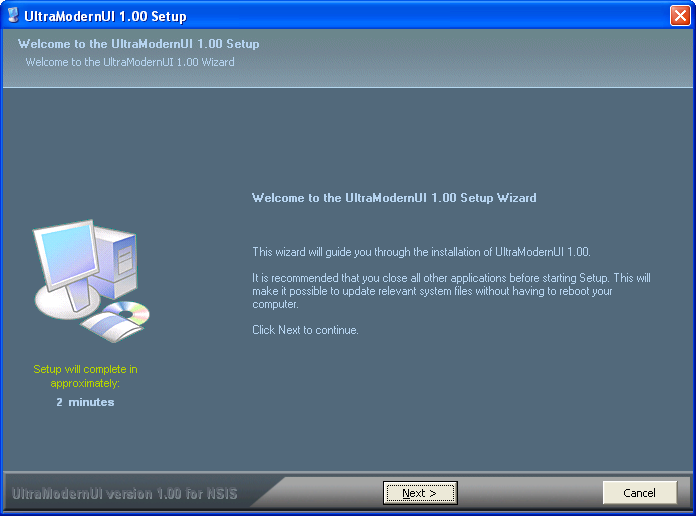 UltraModernUI 1.00 Setup
Welcome to the UltraModernUI 1.00 Setup
Welcome to the UltraModernUI 1.00 Wizard
Welcome to the UltraModernUI 1.00 Setup Wizard
This wizard will guide you through the installation of UltraModernUI 1.00.
It is recommended that you close all other applications before starting Setup. This will
make it possible to update relevant system files without having to reboot your
computer.
Click Next to continue.
Setup will complete in
approximately:
2 minutes
UltraModernUI version 1.00 for NSIS
Next >
Cancel